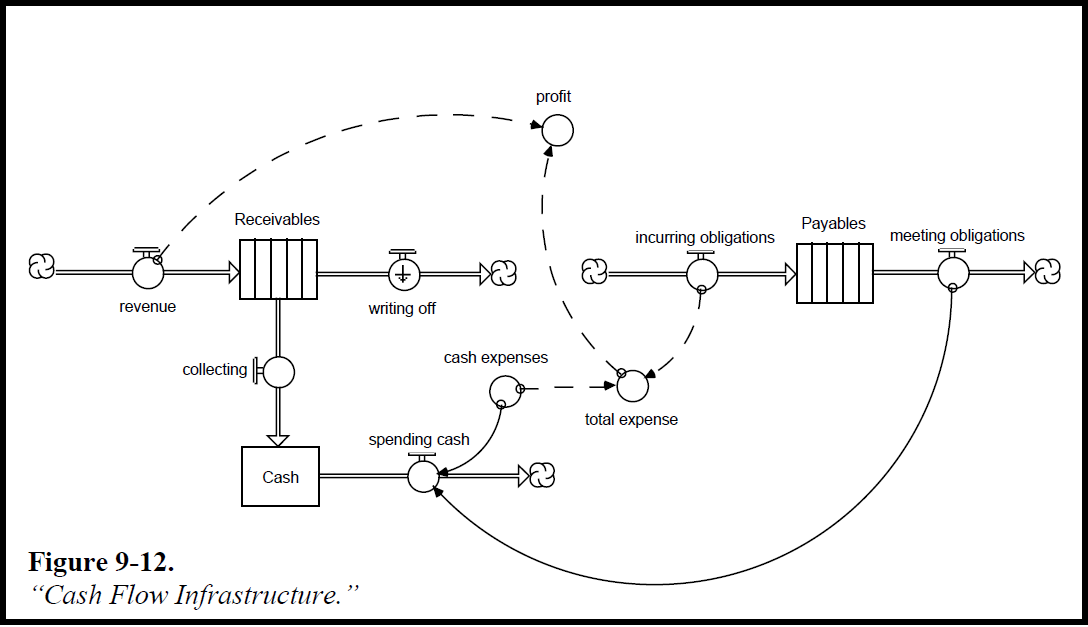 profit
Receivables
Payables
incurring obligations
meeting obligations
revenue
writing off
cash expenses
collecting
total expense
spending cash
Cash
Figure 9-12.
“Cash Flow Infrastructure.”